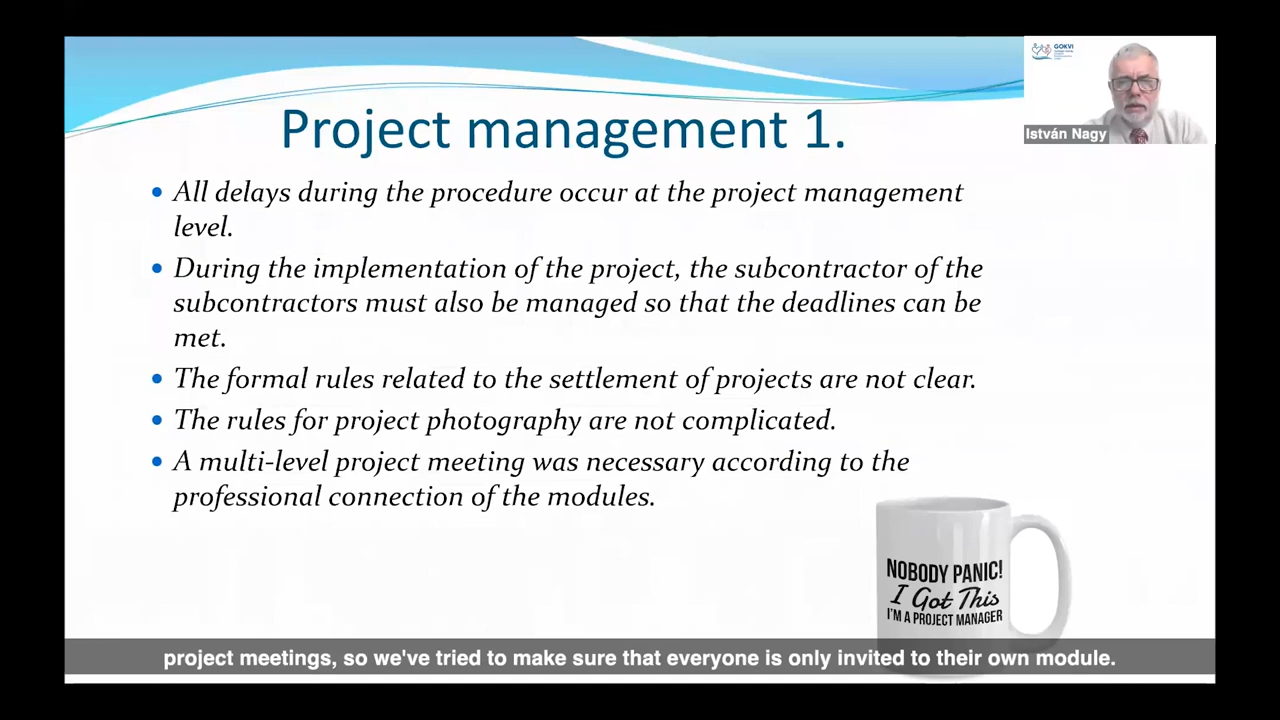 GOKVI
István Nagy
Project management 1.
• All delays during the procedure occur at the project management
level.
• During the implementation of the project, the subcontractor of the
subcontractors must also be managed so that the deadlines can be
met.
• The formal rules related to the settlement of projects are not clear.
• The rules for project photography are not complicated.
• A multi-level project meeting was necessary according to the
professional connection of the modules.
NOBODY PANIC!
I Got This
I'M A PROJECT MANAGER
project meetings, so we've tried to make sure that everyone is only invited to their own module.